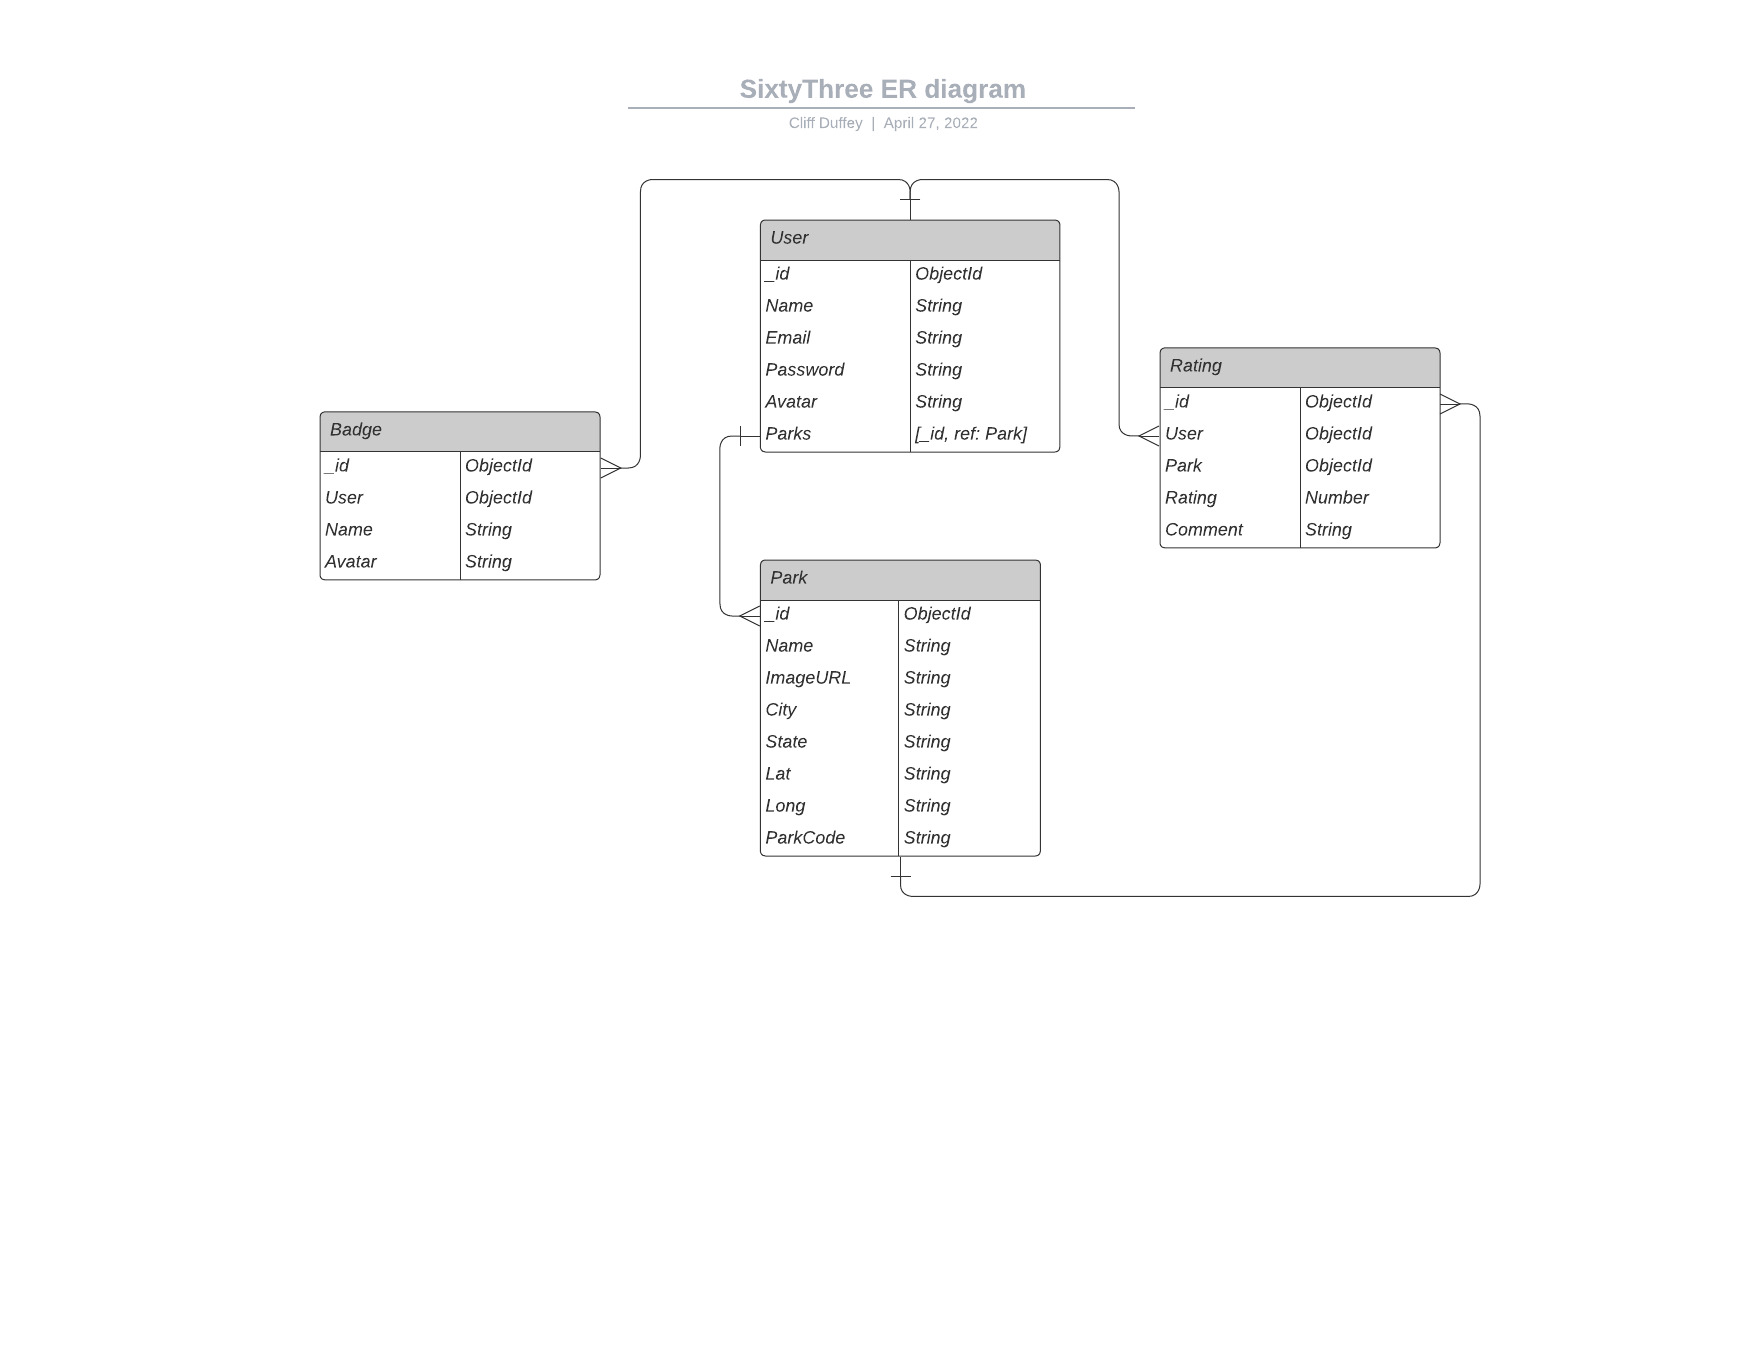 SixtyThree ER diagram
Cliff Duffey | April 27, 2022
User
_id ObjectId
Name String
Email String
Password String
Avatar String
Parks [_id, ref: Park]
Rating
_id ObjectId
User ObjectId
Park ObjectId
Rating Number
Comment String
Badge
_id ObjectId
User ObjectId
Name String
Avatar String
Park
_id ObjectId
Name String
ImageURL String
City String
State String
Lat String
Long String
ParkCode String